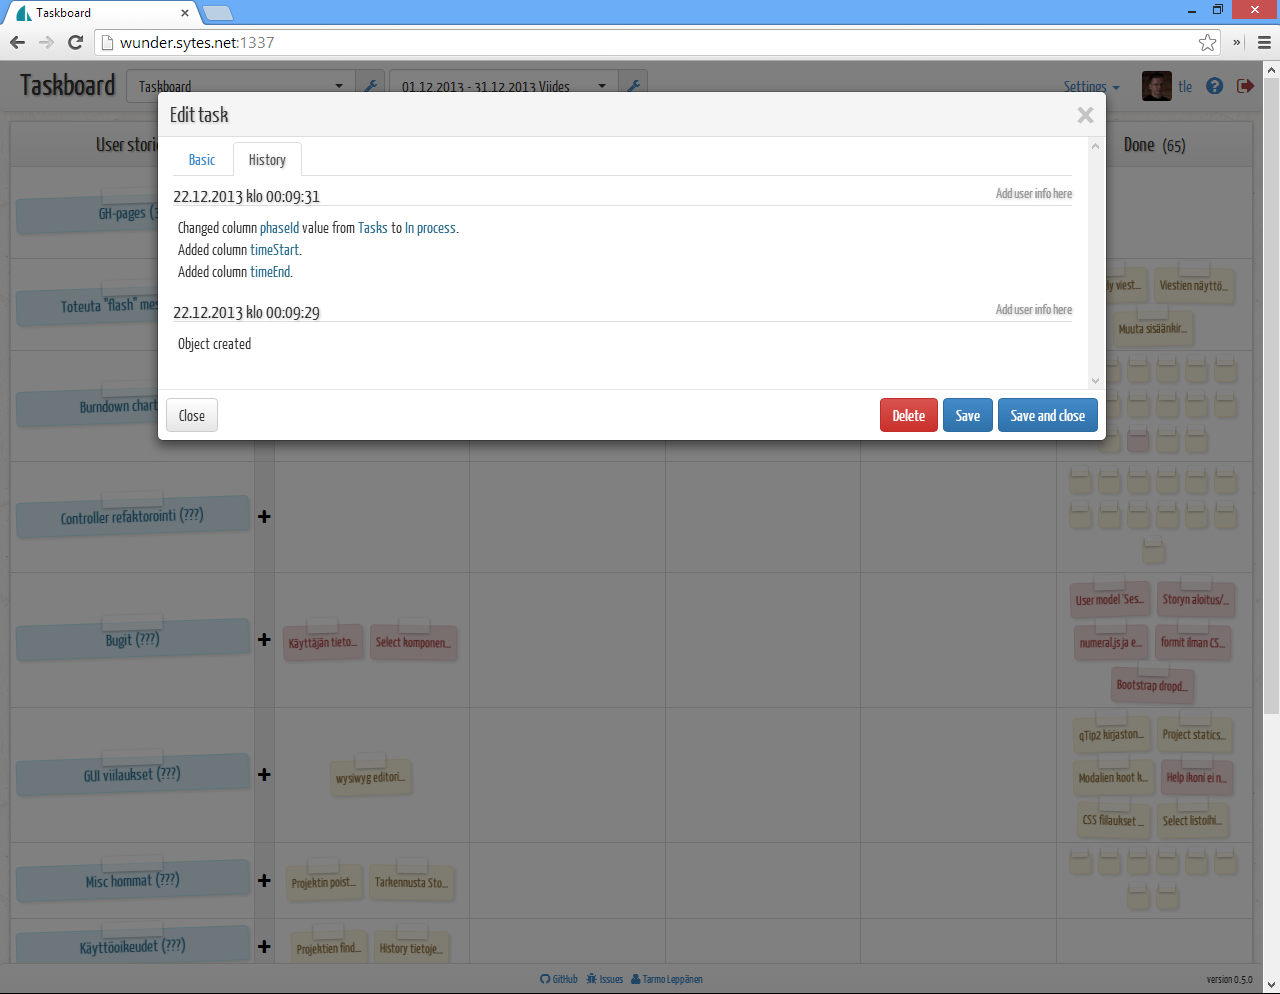 Taskboard
wunder.sytes.net:1337
»
Taskboard
Taskboard
01.12.2013 - 31.12.2013 Viides
Settings
tle
Edit task
×
Basic
History
22.12.2013 klo 00:09:31
Add user info here
Changed column phaseId value from Tasks to In process.
Added column timeStart.
Added column timeEnd.
22.12.2013 klo 00:09:29
Add user info here
Object created
Close
Delete
Save
Save and close
User stori
Done (65)
GH-pages (
Toteuta "flash" me
ly viest...
Viestien näyttö...
Muuta sisäänkir...
Burndown chart
Controller refaktorointi (???)
+
Bugit (???)
+
Käyttäjän tieto...
Select komponen...
User model 'Ses...
Storyn aloitus/...
numeral.js ja e...
formit ilman CS...
Bootstrap dropd...
GUI viilaukset (???)
+
wysiwyg editori...
qTip2 kirjaston...
Project statics...
Modalien koot k...
Help ikoni ei n...
CSS fiilaukset ...
Select listoihi...
Misc hommat (???)
+
Projektin poist...
Tarkennusta Sto...
Käyttöoikeudet (???)
+
Projektien find...
History tietoje...
GitHub
Issues
Tarmo Leppänen
version 0.5.0